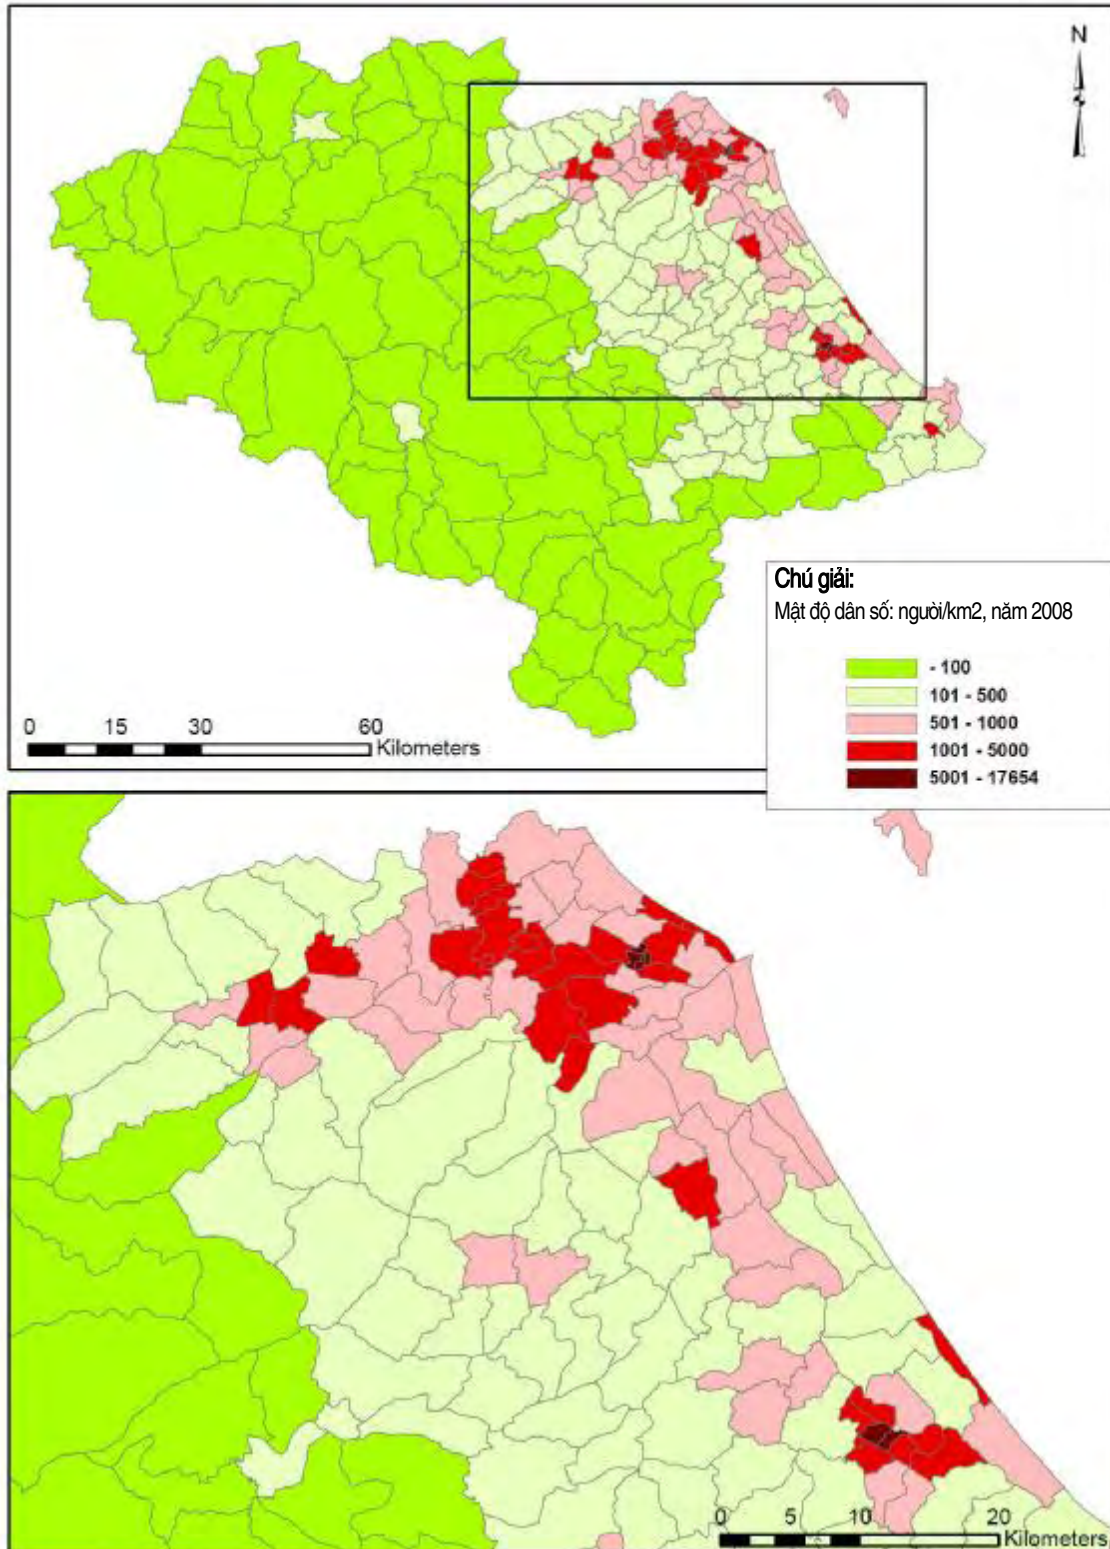 N
Chú giải:
Mật độ dân số: người/km2, năm 2008
- 100
101 - 500
501 - 1000
1001 - 5000
5001 - 17654
0 15 30 60
Kilometers
0 5 10 20
Kilometers